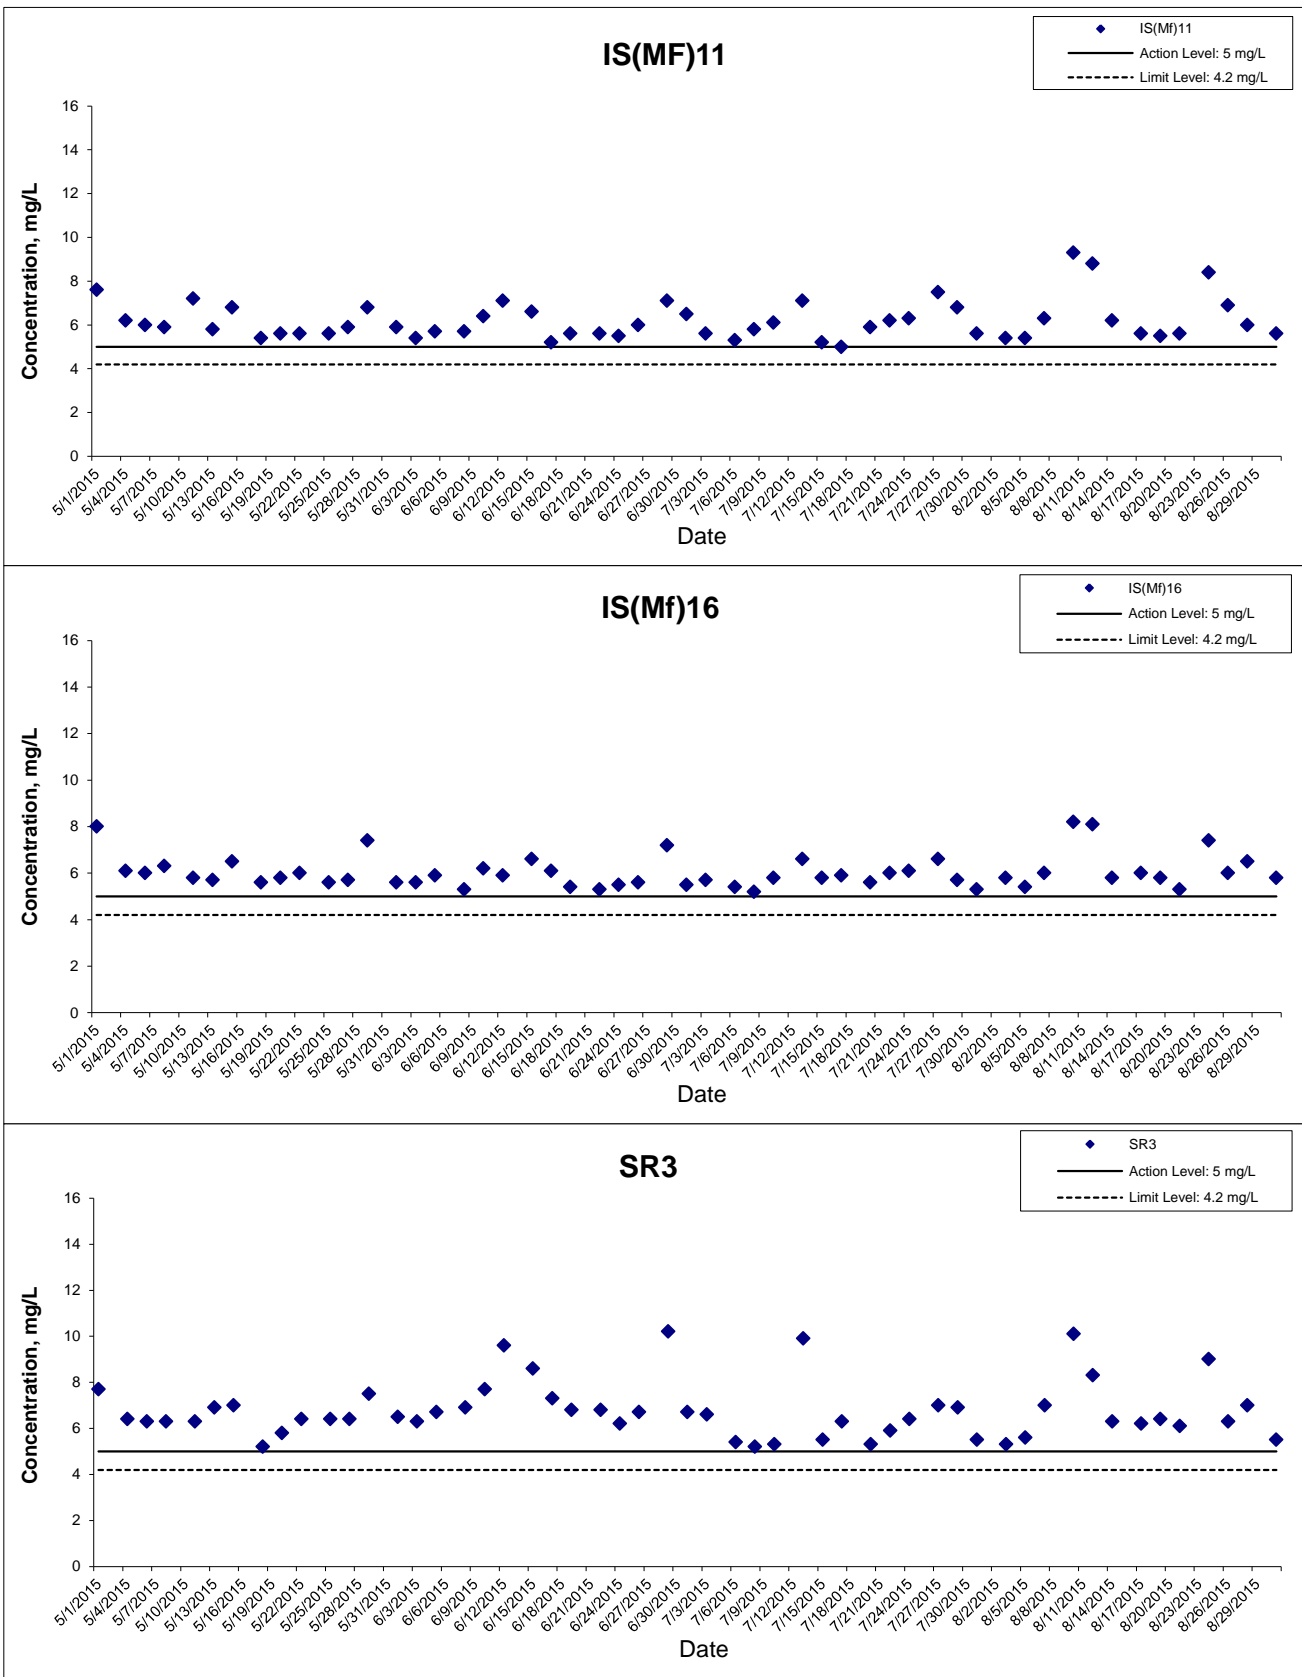 IS(MF)11
IS(Mf)11
Action Level: 5 mg/L
Limit Level: 4.2 mg/L
Concentration, mg/L
16
14
12
10
8
6
4
2
0
5/1/2015 5/4/2015 5/7/2015 5/10/2015 5/13/2015 5/16/2015 5/19/2015 5/22/2015 5/25/2015 5/28/2015 5/31/2015 6/3/2015 6/6/2015 6/9/2015 6/12/2015 6/15/2015 6/18/2015 6/21/2015 6/24/2015 6/27/2015 6/30/2015 7/3/2015 7/6/2015 7/9/2015 7/12/2015 7/15/2015 7/18/2015 7/21/2015 7/24/2015 7/27/2015 7/30/2015 8/2/2015 8/5/2015 8/8/2015 8/11/2015 8/14/2015 8/17/2015 8/20/2015 8/23/2015 8/26/2015 8/29/2015
Date
IS(Mf)16
IS(Mf)16
Action Level: 5 mg/L
Limit Level: 4.2 mg/L
Concentration, mg/L
16
14
12
10
8
6
4
2
0
5/1/2015 5/4/2015 5/7/2015 5/10/2015 5/13/2015 5/16/2015 5/19/2015 5/22/2015 5/25/2015 5/28/2015 5/31/2015 6/3/2015 6/6/2015 6/9/2015 6/12/2015 6/15/2015 6/18/2015 6/21/2015 6/24/2015 6/27/2015 6/30/2015 7/3/2015 7/6/2015 7/9/2015 7/12/2015 7/15/2015 7/18/2015 7/21/2015 7/24/2015 7/27/2015 7/30/2015 8/2/2015 8/5/2015 8/8/2015 8/11/2015 8/14/2015 8/17/2015 8/20/2015 8/23/2015 8/26/2015 8/29/2015
Date
SR3
SR3
Action Level: 5 mg/L
Limit Level: 4.2 mg/L
Concentration, mg/L
16
14
12
10
8
6
4
2
0
5/1/2015 5/4/2015 5/7/2015 5/10/2015 5/13/2015 5/16/2015 5/19/2015 5/22/2015 5/25/2015 5/28/2015 5/31/2015 6/3/2015 6/6/2015 6/9/2015 6/12/2015 6/15/2015 6/18/2015 6/21/2015 6/24/2015 6/27/2015 6/30/2015 7/3/2015 7/6/2015 7/9/2015 7/12/2015 7/15/2015 7/18/2015 7/21/2015 7/24/2015 7/27/2015 7/30/2015 8/2/2015 8/5/2015 8/8/2015 8/11/2015 8/14/2015 8/17/2015 8/20/2015 8/23/2015 8/26/2015 8/29/2015
Date